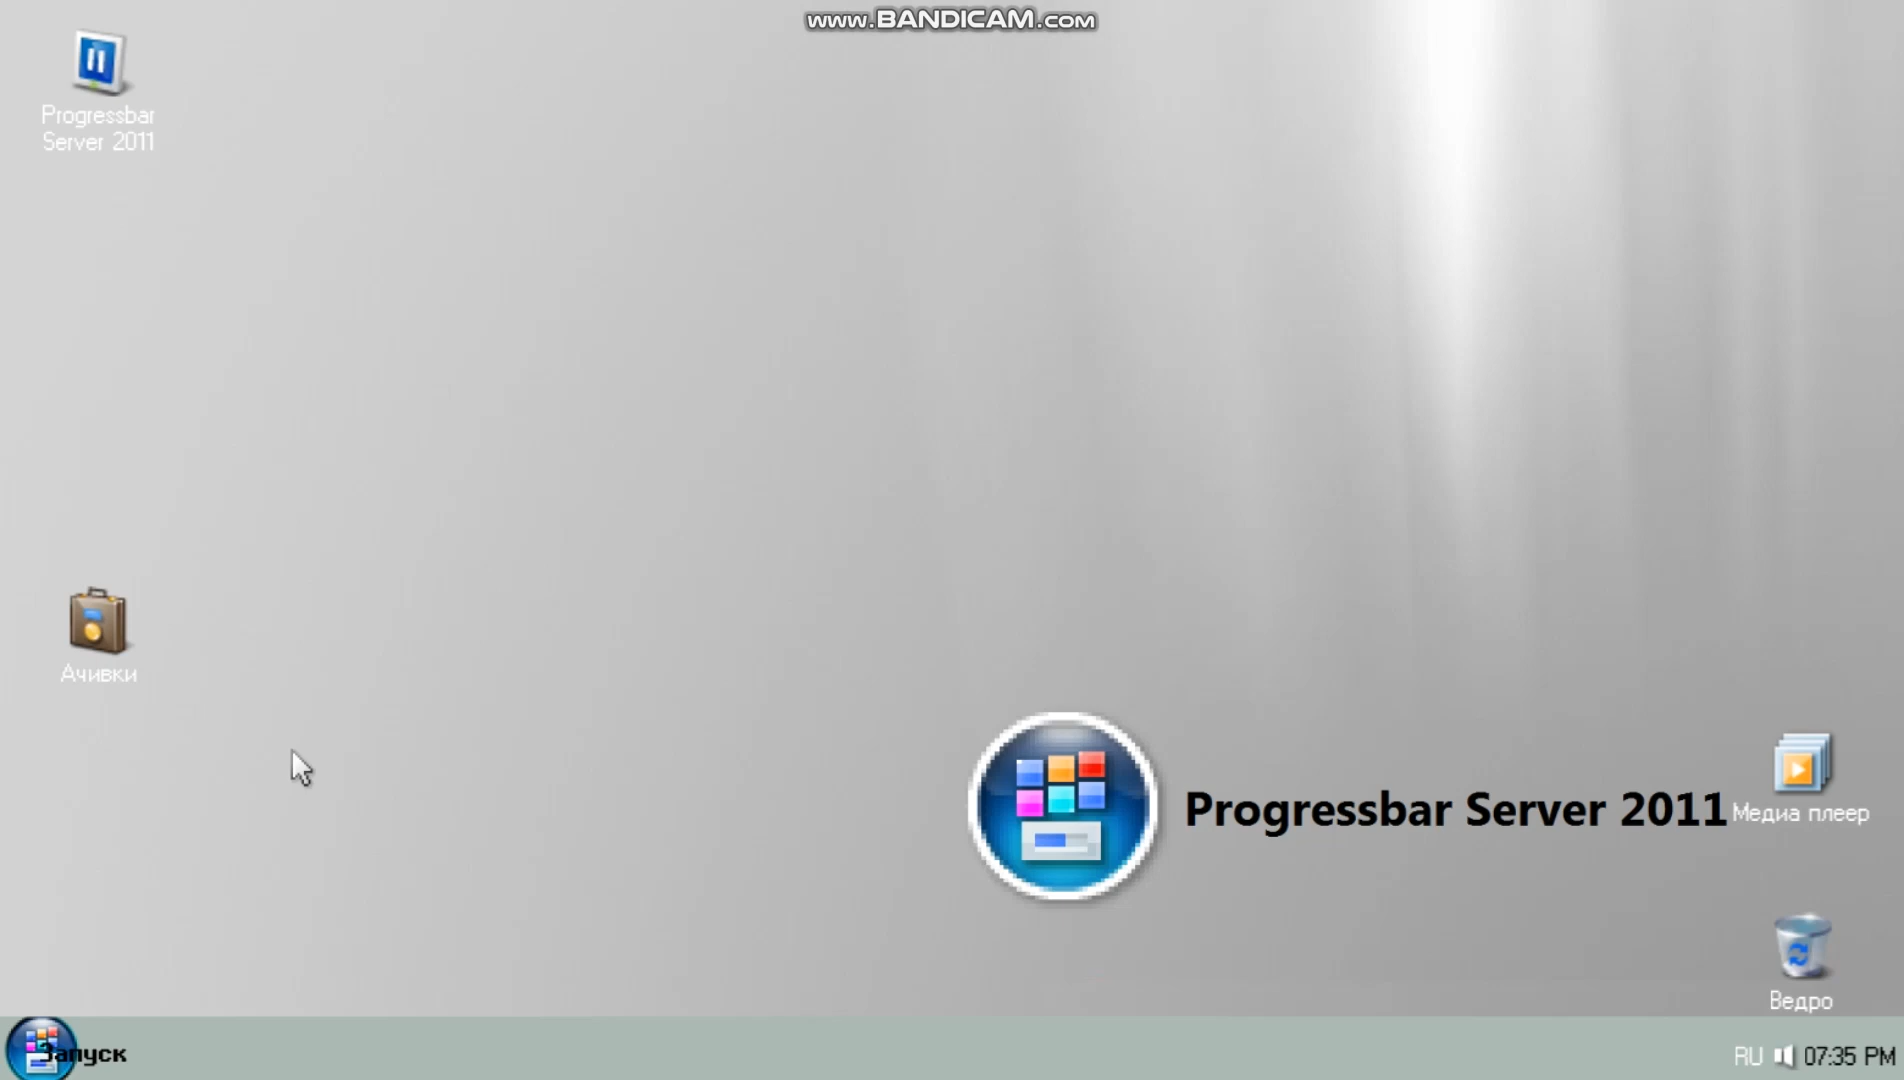 www.BANDICAM.com
Progressbar
Server 2011
Ачивки
Progressbar Server 2011
Медиа плеер
Ведро
Запуск
RU 07:35 PM